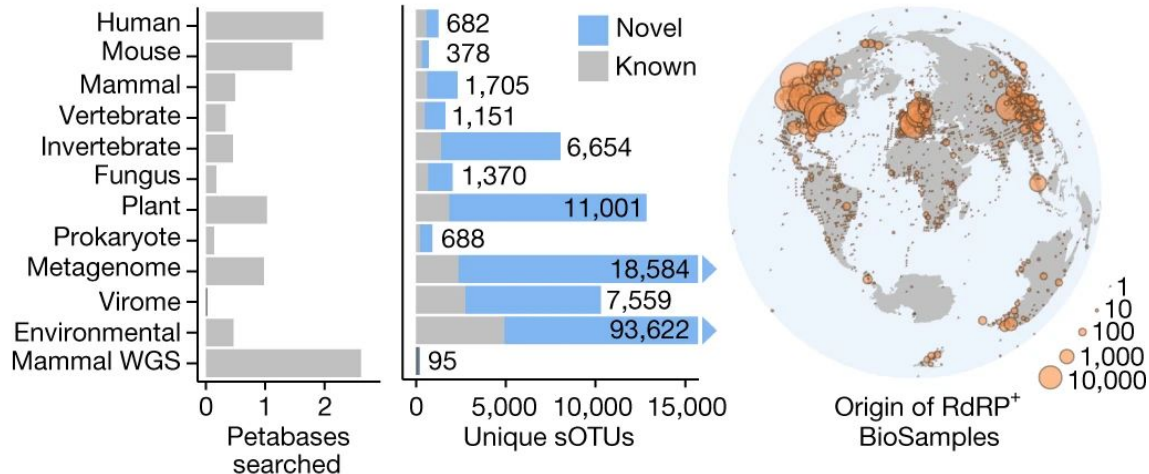 Human
Mouse
Mammal
Vertebrate
Invertebrate
Fungus
Plant
Prokaryote
Metagenome
Virome
Environmental
Mammal WGS
0 1 2
Petabases
searched
682
378
1,705
1,151
6,654
1,370
11,001
688
18,584
7,559
93,622
95
Novel
Known
0 5,000 10,000 15,000
Unique sOTUs
1
10
100
1,000
10,000
Origin of RdRP⁺
BioSamples